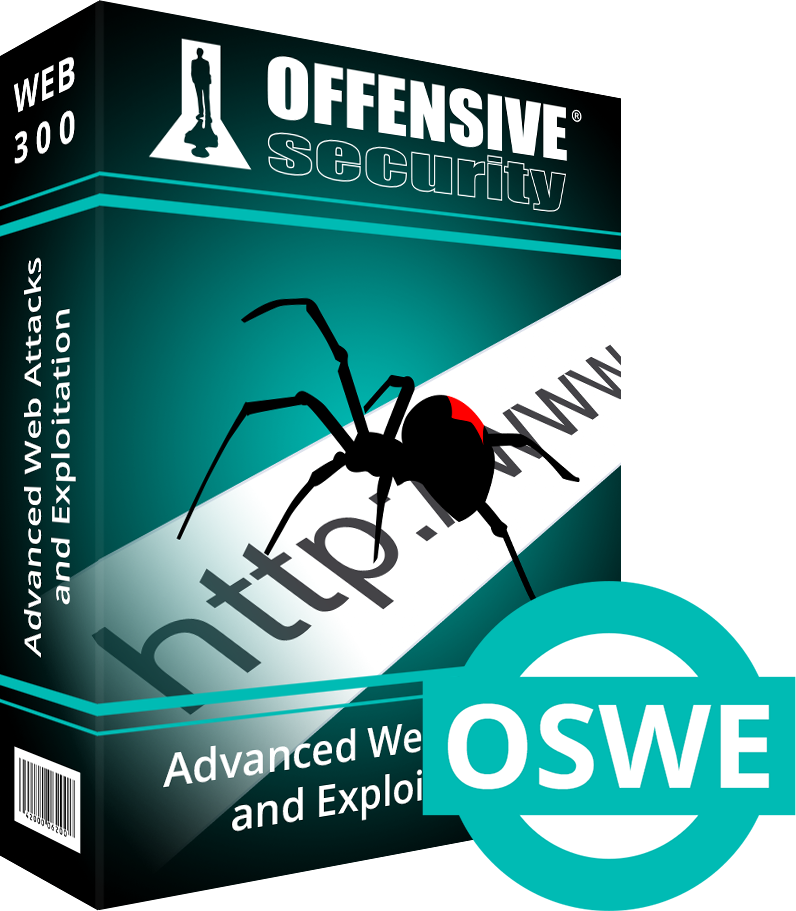 WEB
300
OFFENSIVE®
security
Advanced Web Attacks
and Exploitation
http://www
Advanced We
and Exploi
OSWE